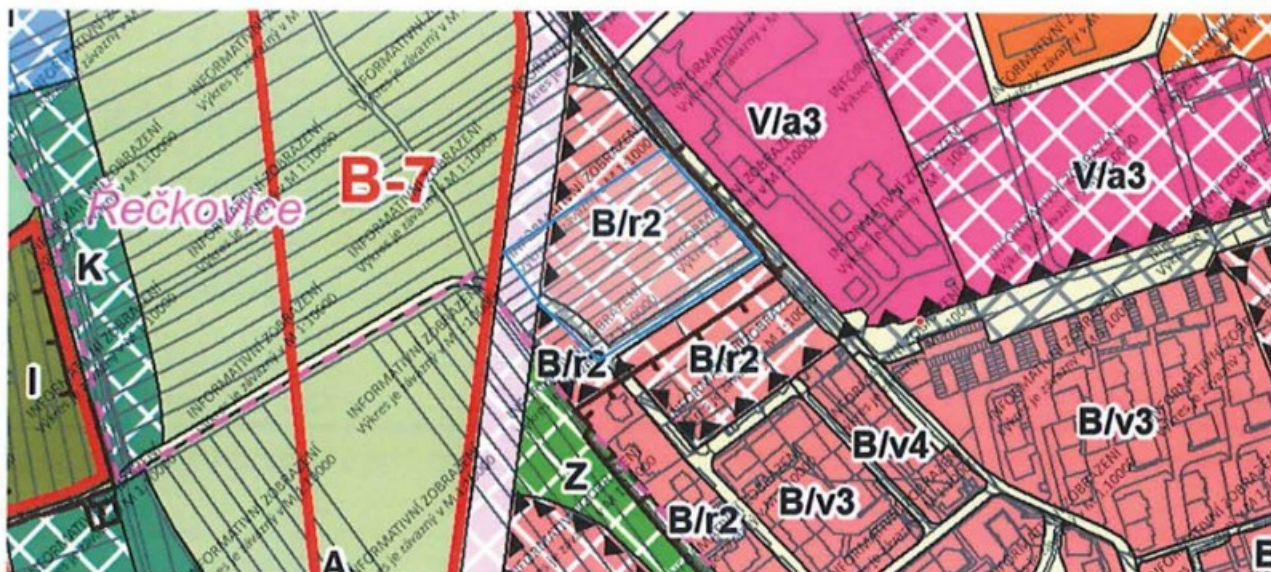 V/a3
V/a3
B-7
Řečkovice
B/r2
K
I
B/r2
B/r2
B/v3
B/v4
Z
B/v3
B/r2
A
INFORMATIVNÍ ZOBRAZENÍ
Výkres je závazný v M 1:10000